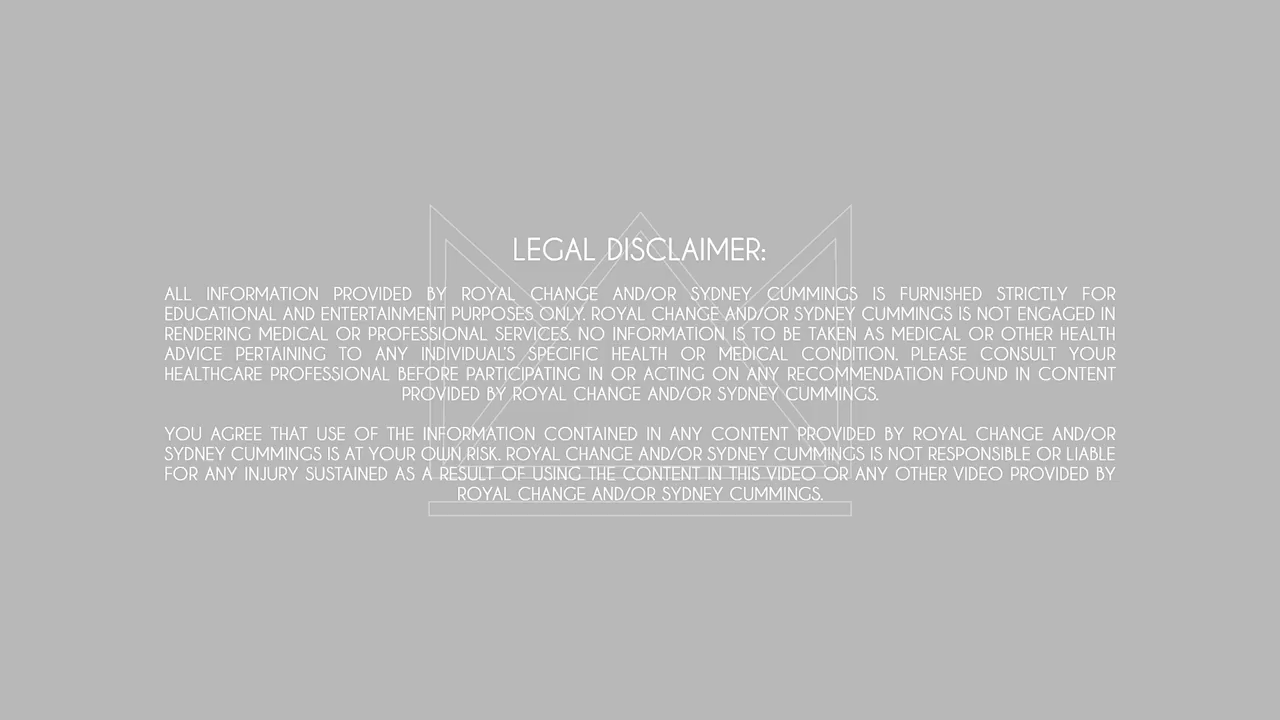 LEGAL DISCLAIMER:
ALL INFORMATION PROVIDED BY ROYAL CHANGE AND/OR SYDNEY CUMMINGS IS FURNISHED STRICTLY FOR
EDUCATIONAL AND ENTERTAINMENT PURPOSES ONLY. ROYAL CHANGE AND/OR SYDNEY CUMMINGS IS NOT ENGAGED IN
RENDERING MEDICAL OR PROFESSIONAL SERVICES. NO INFORMATION IS TO BE TAKEN AS MEDICAL OR OTHER HEALTH
ADVICE PERTAINING TO ANY INDIVIDUAL'S SPECIFIC HEALTH OR MEDICAL CONDITION. PLEASE CONSULT YOUR
HEALTHCARE PROFESSIONAL BEFORE PARTICIPATING IN OR ACTING ON ANY RECOMMENDATION FOUND IN CONTENT
PROVIDED BY ROYAL CHANGE AND/OR SYDNEY CUMMINGS.
YOU AGREE THAT USE OF THE INFORMATION CONTAINED IN ANY CONTENT PROVIDED BY ROYAL CHANGE AND/OR
SYDNEY CUMMINGS IS AT YOUR OWN RISK. ROYAL CHANGE AND/OR SYDNEY CUMMINGS IS NOT RESPONSIBLE OR LIABLE
FOR ANY INJURY SUSTAINED AS A RESULT OF USING THE CONTENT IN THIS VIDEO OR ANY OTHER VIDEO PROVIDED BY
ROYAL CHANGE AND/OR SYDNEY CUMMINGS.